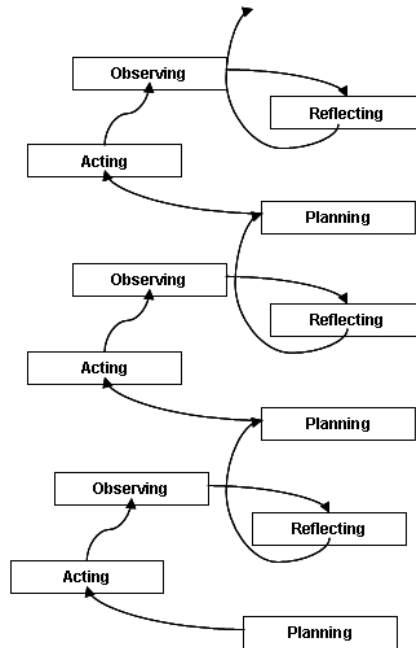 Observing
Reflecting
Acting
Planning
Observing
Reflecting
Acting
Planning
Observing
Reflecting
Acting
Planning